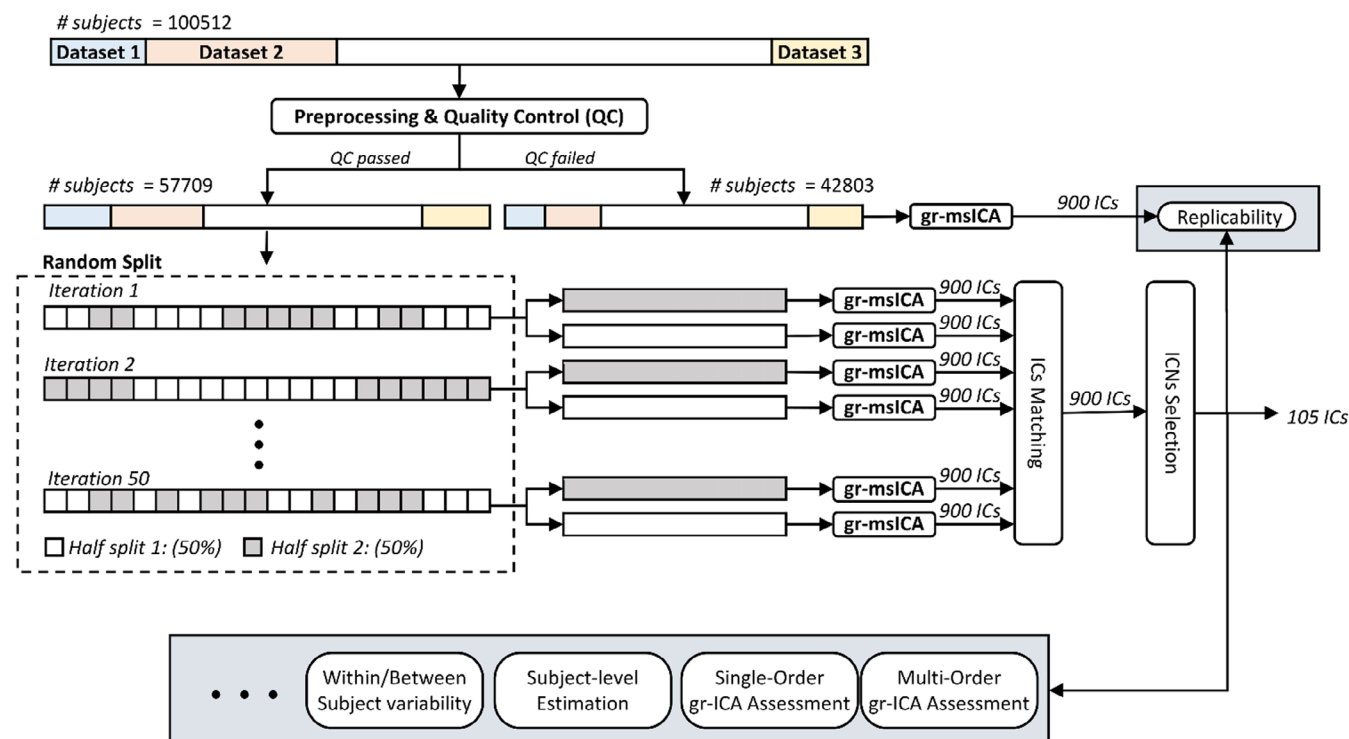 # subjects = 100512
Dataset 1
Dataset 2
Dataset 3
Preprocessing & Quality Control (QC)
QC passed
QC failed
# subjects = 57709
# subjects = 42803
gr-msICA
900 ICs
Replicability
Random Split
Iteration 1
gr-msICA
900 ICs
gr-msICA
900 ICs
Iteration 2
gr-msICA
900 ICs
gr-msICA
900 ICs
Iteration 50
gr-msICA
900 ICs
gr-msICA
900 ICs
Half split 1: (50%)
Half split 2: (50%)
ICs Matching
900 ICs
ICNs Selection
105 ICs
Within/Between
Subject variability
Subject-level
Estimation
Single-Order
gr-ICA Assessment
Multi-Order
gr-ICA Assessment